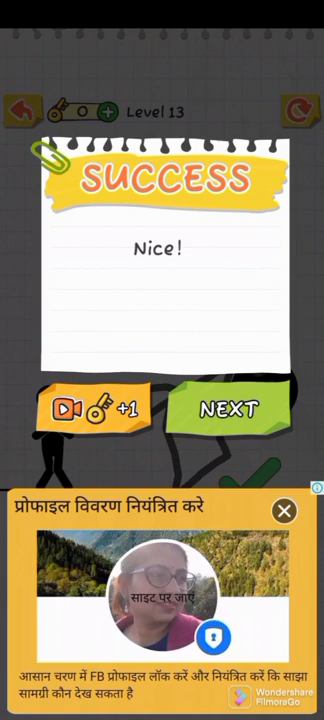 Level 13
SUCCESS
Nice!
+1
NEXT
प्रोफाइल विवरण नियंत्रित करे
साइट पर जाएं
आसान चरण में FB प्रोफाइल लॉक करें और नियंत्रित करें कि साझा
सामग्री कौन देख सकता है
Wondershare
FilmoraGo